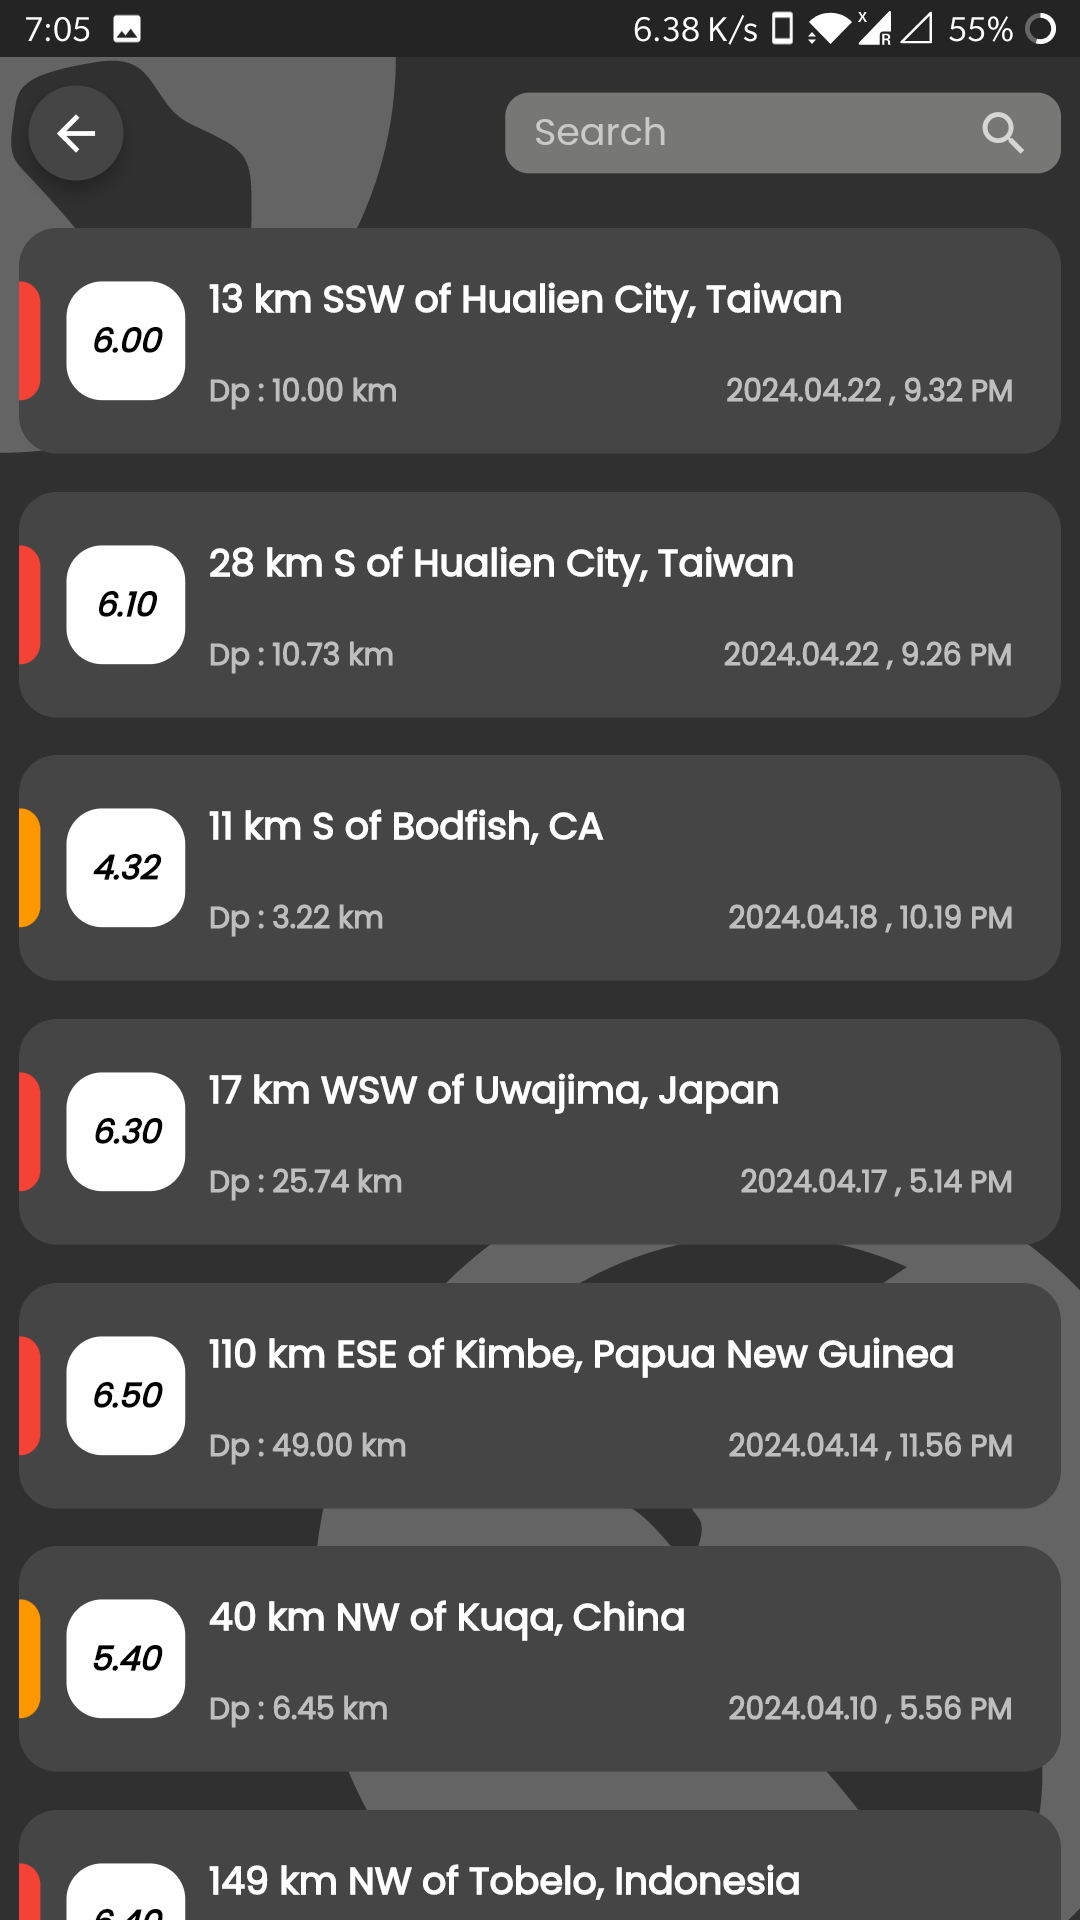 7:05 6.38 K/s X R 55%
Search
13 km SSW of Hualien City, Taiwan
6.00
Dp : 10.00 km 2024.04.22 , 9.32 PM
28 km S of Hualien City, Taiwan
6.10
Dp : 10.73 km 2024.04.22 , 9.26 PM
11 km S of Bodfish, CA
4.32
Dp : 3.22 km 2024.04.18 , 10.19 PM
17 km WSW of Uwajima, Japan
6.30
Dp : 25.74 km 2024.04.17 , 5.14 PM
110 km ESE of Kimbe, Papua New Guinea
6.50
Dp : 49.00 km 2024.04.14 , 11.56 PM
40 km NW of Kuqa, China
5.40
Dp : 6.45 km 2024.04.10 , 5.56 PM
149 km NW of Tobelo, Indonesia
6.40